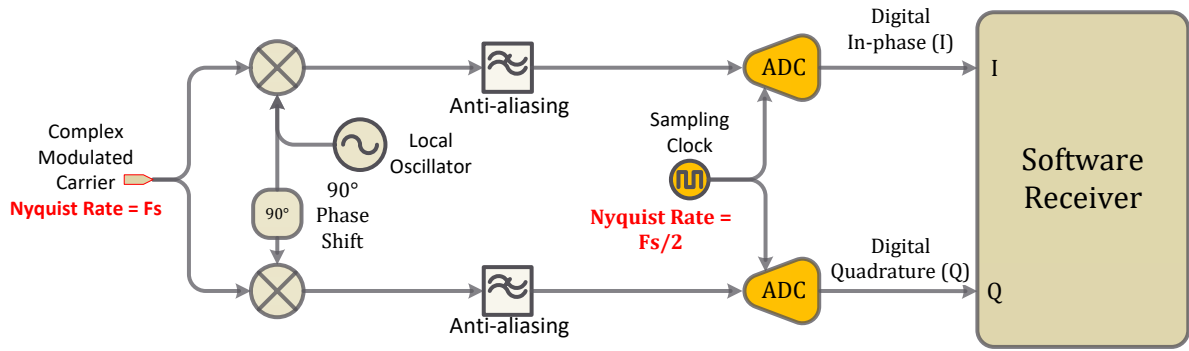 Digital
In-phase (I)
ADC
I
Anti-aliasing
Complex
Modulated
Carrier
Nyquist Rate = Fs
Local
Oscillator
90°
90°
Phase
Shift
Sampling
Clock
Nyquist Rate =
Fs/2
Software
Receiver
Digital
Quadrature (Q)
ADC
Q
Anti-aliasing